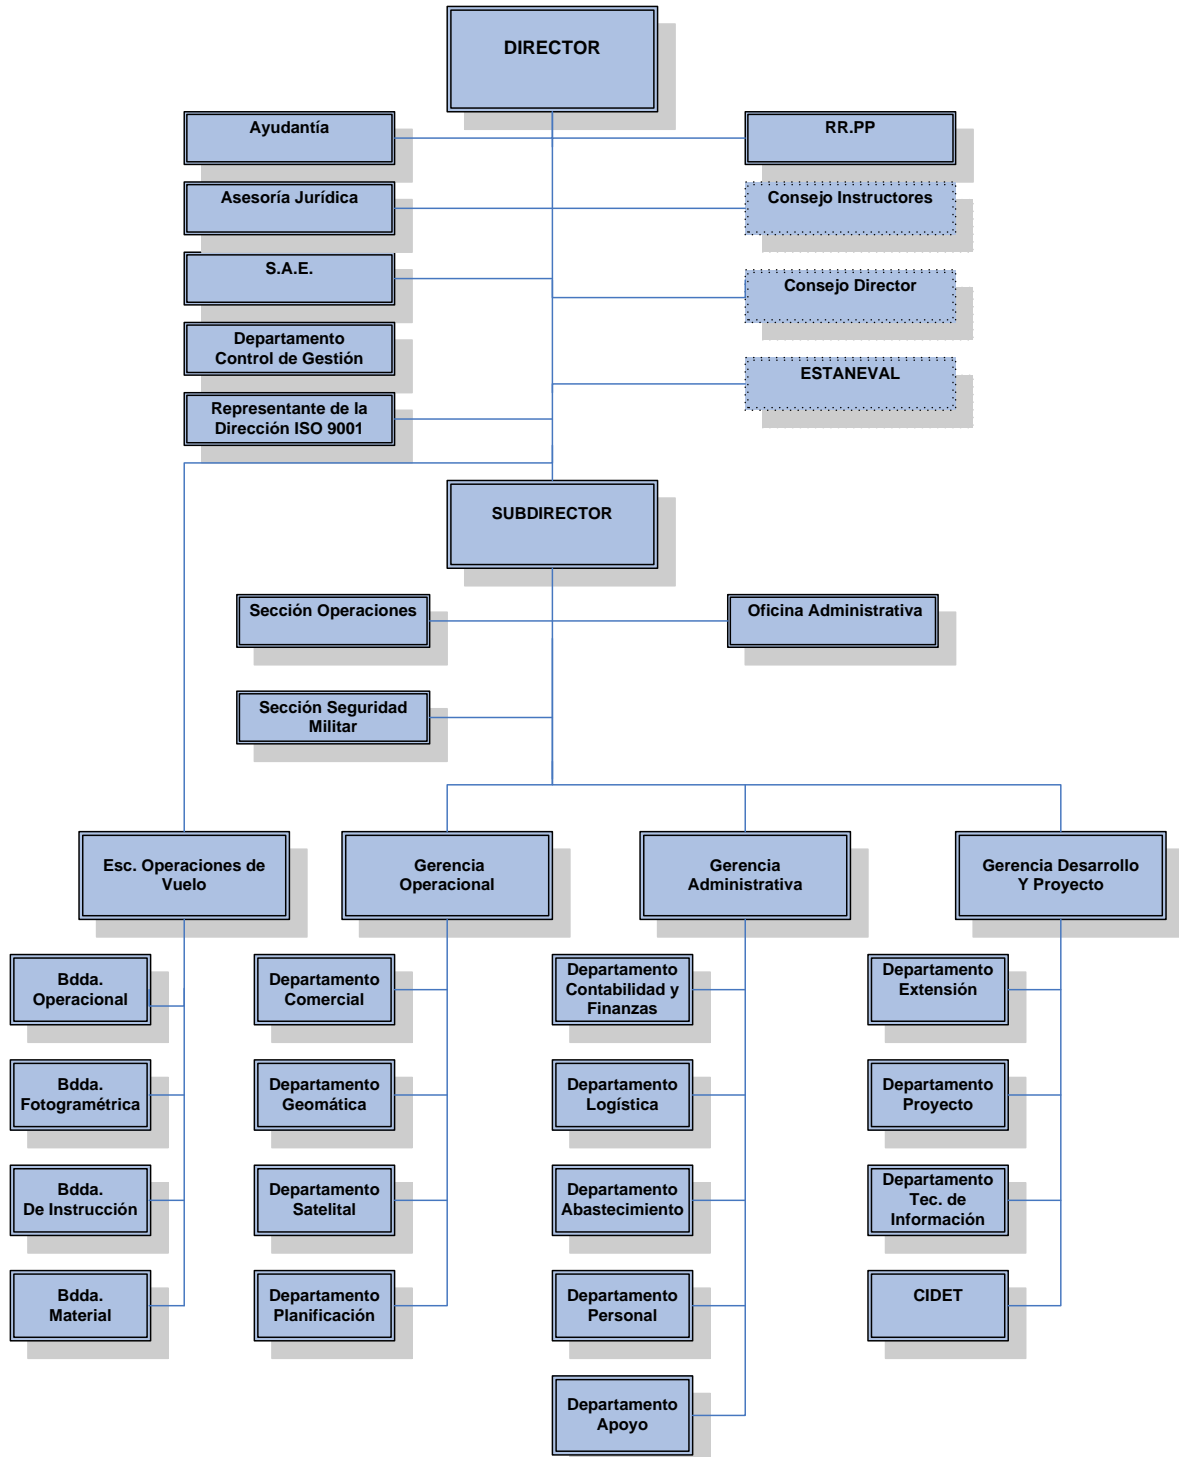 DIRECTOR
Ayudantía
RR.PP
Asesoría Jurídica
Consejo Instructores
S.A.E.
Consejo Director
Departamento
Control de Gestión
ESTANEVAL
Representante de la
Dirección ISO 9001
SUBDIRECTOR
Sección Operaciones
Oficina Administrativa
Sección Seguridad
Militar
Esc. Operaciones de
Vuelo
Gerencia
Operacional
Gerencia
Administrativa
Gerencia Desarrollo
Y Proyecto
Bdda.
Operacional
Departamento
Comercial
Departamento
Contabilidad y
Finanzas
Departamento
Extensión
Bdda.
Fotogramétrica
Departamento
Geomática
Departamento
Logística
Departamento
Proyecto
Bdda.
De Instrucción
Departamento
Satelital
Departamento
Abastecimiento
Departamento
Tec. de
Información
Bdda.
Material
Departamento
Planificación
Departamento
Personal
CIDET
Departamento
Apoyo